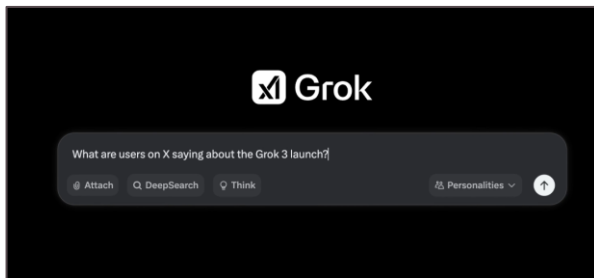 Grok
What are users on X saying about the Grok 3 launch?
Attach DeepSearch Think Personalities